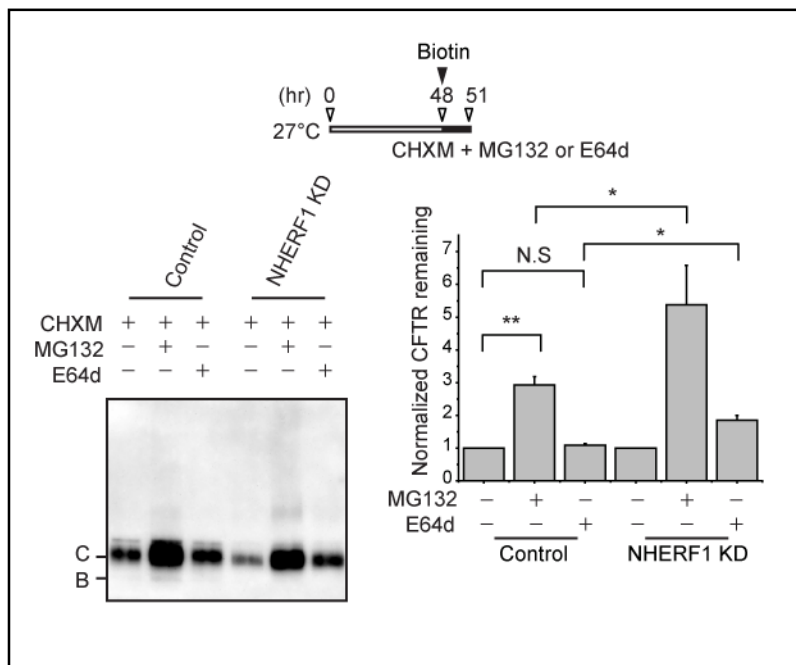 Biotin
(hr) 0 48 51
27°C
CHXM + MG132 or E64d
Control
NHERF1 KD
CHXM + + + + + +
MG132 − + − − + −
E64d − − + − − +
C
B
*
*
N.S
**
Normalized CFTR remaining
7
6
5
4
3
2
1
0
MG132 − + − − + −
E64d − − + − − +
Control NHERF1 KD